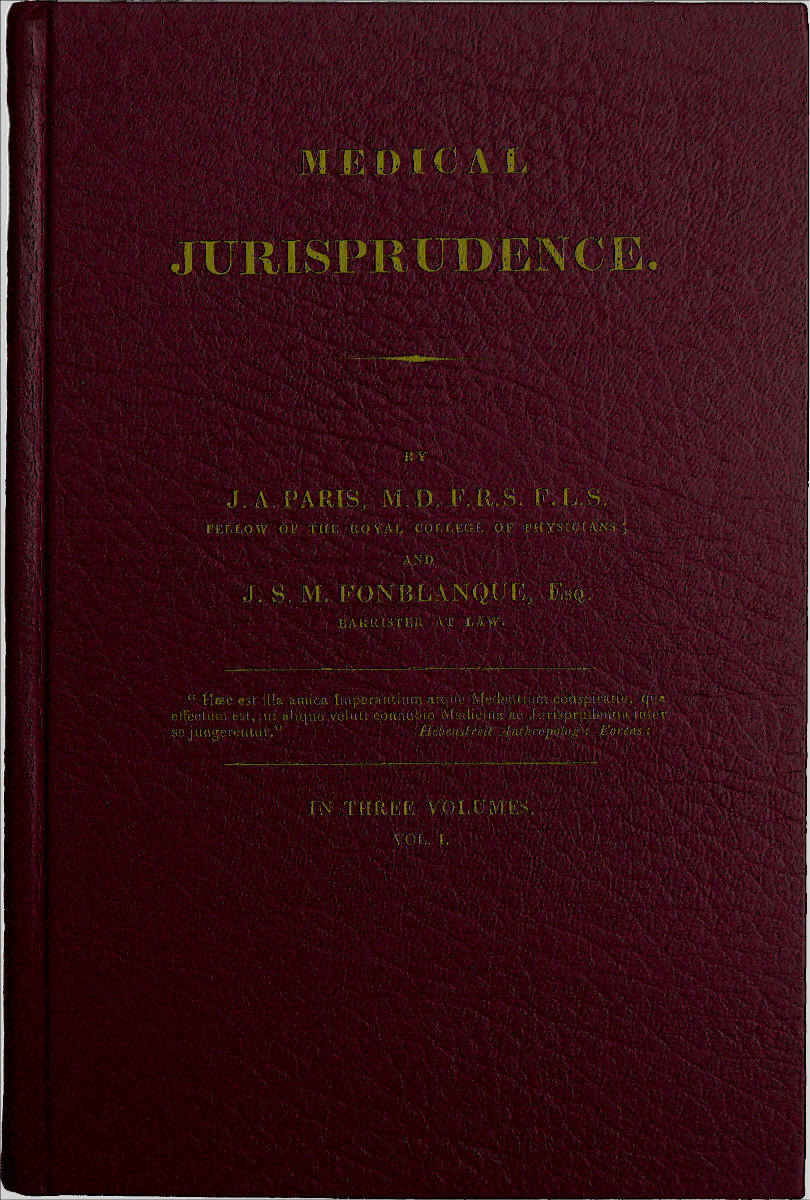 MEDICAL
JURISPRUDENCE.
BY
J. A. PARIS, M.D. F.R.S. F.L.S.
FELLOW OF THE ROYAL COLLEGE OF PHYSICIANS;
AND
J. S. M. FONBLANQUE, Esq.
BARRISTER AT LAW.
“ Hæc est illa amica Imperantium atque Medentium conspiratio, qua
effectum est, ut aliquo veluti connubio Medicina ac Jurisprudentia inter
se jungerentur.” Hebenstreit Anthropolog: Forens:
IN THREE VOLUMES.
VOL. I.